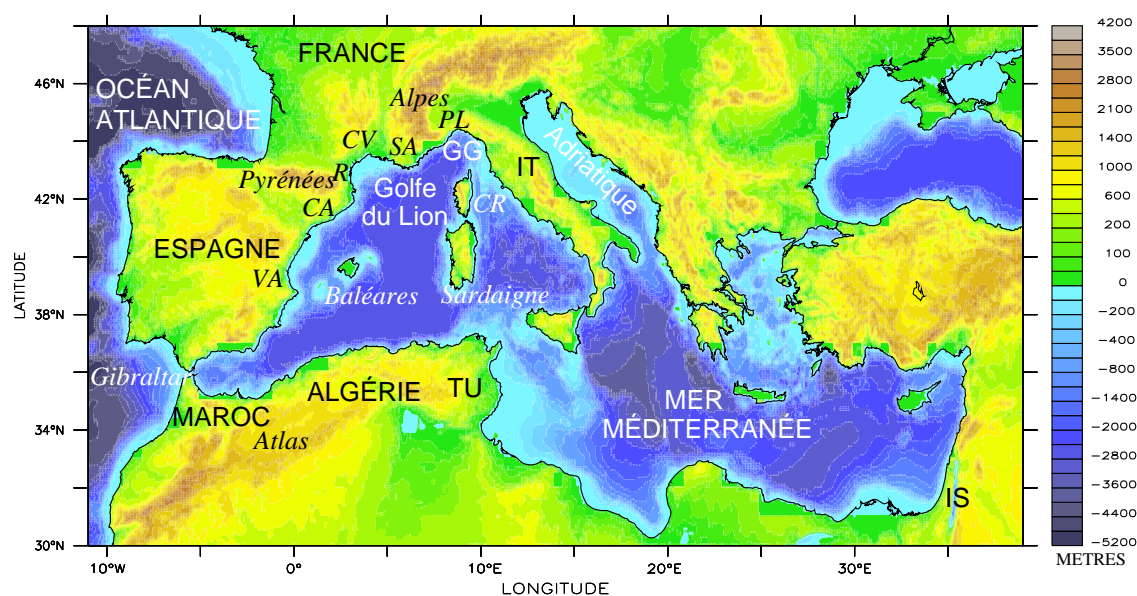 FRANCE
OCÉAN
ATLANTIQUE
Alpes
PL
CV
SA
GG
IT
Adriatique
Pyrénées
R
Golfe
du Lion
CA
CR
ESPAGNE
VA
Baléares
Sardaigne
Gibraltar
MAROC
ALGÉRIE
TU
Atlas
MER
MÉDITERRANÉE
IS
LATITUDE
46°N
42°N
38°N
34°N
30°N
10°W
0°
10°E
20°E
30°E
LONGITUDE
4200
3500
2800
2100
1400
1000
600
100
0
−200
−400
−800
−1400
−2000
−2800
−3600
−4400
−5200
METRES